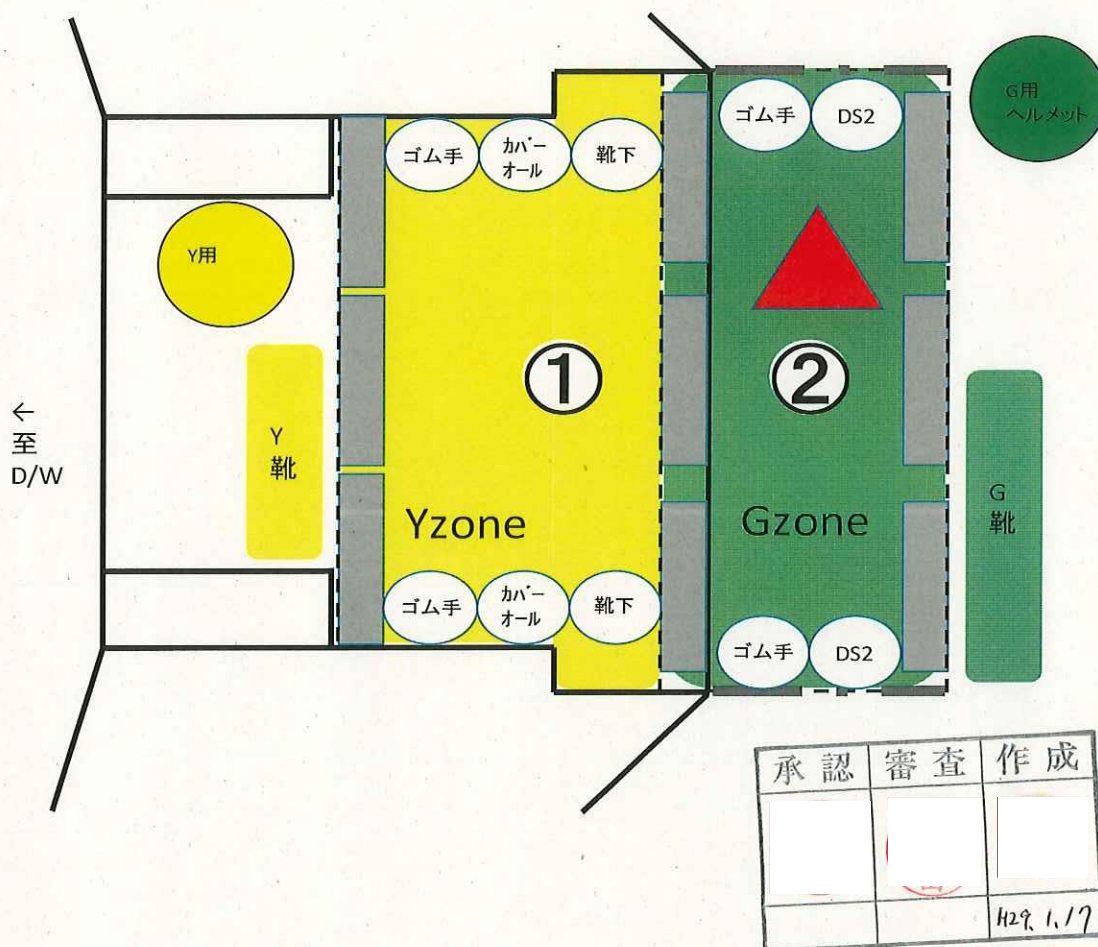 G用
ヘルメット
ゴム手
DS2
ゴム手
カバー
オール
靴下
Y用
①
②
←
至
D/W
Y
靴
G
靴
Yzone
Gzone
ゴム手
カバー
オール
靴下
ゴム手
DS2
承認
審査
作成
H29.1.17